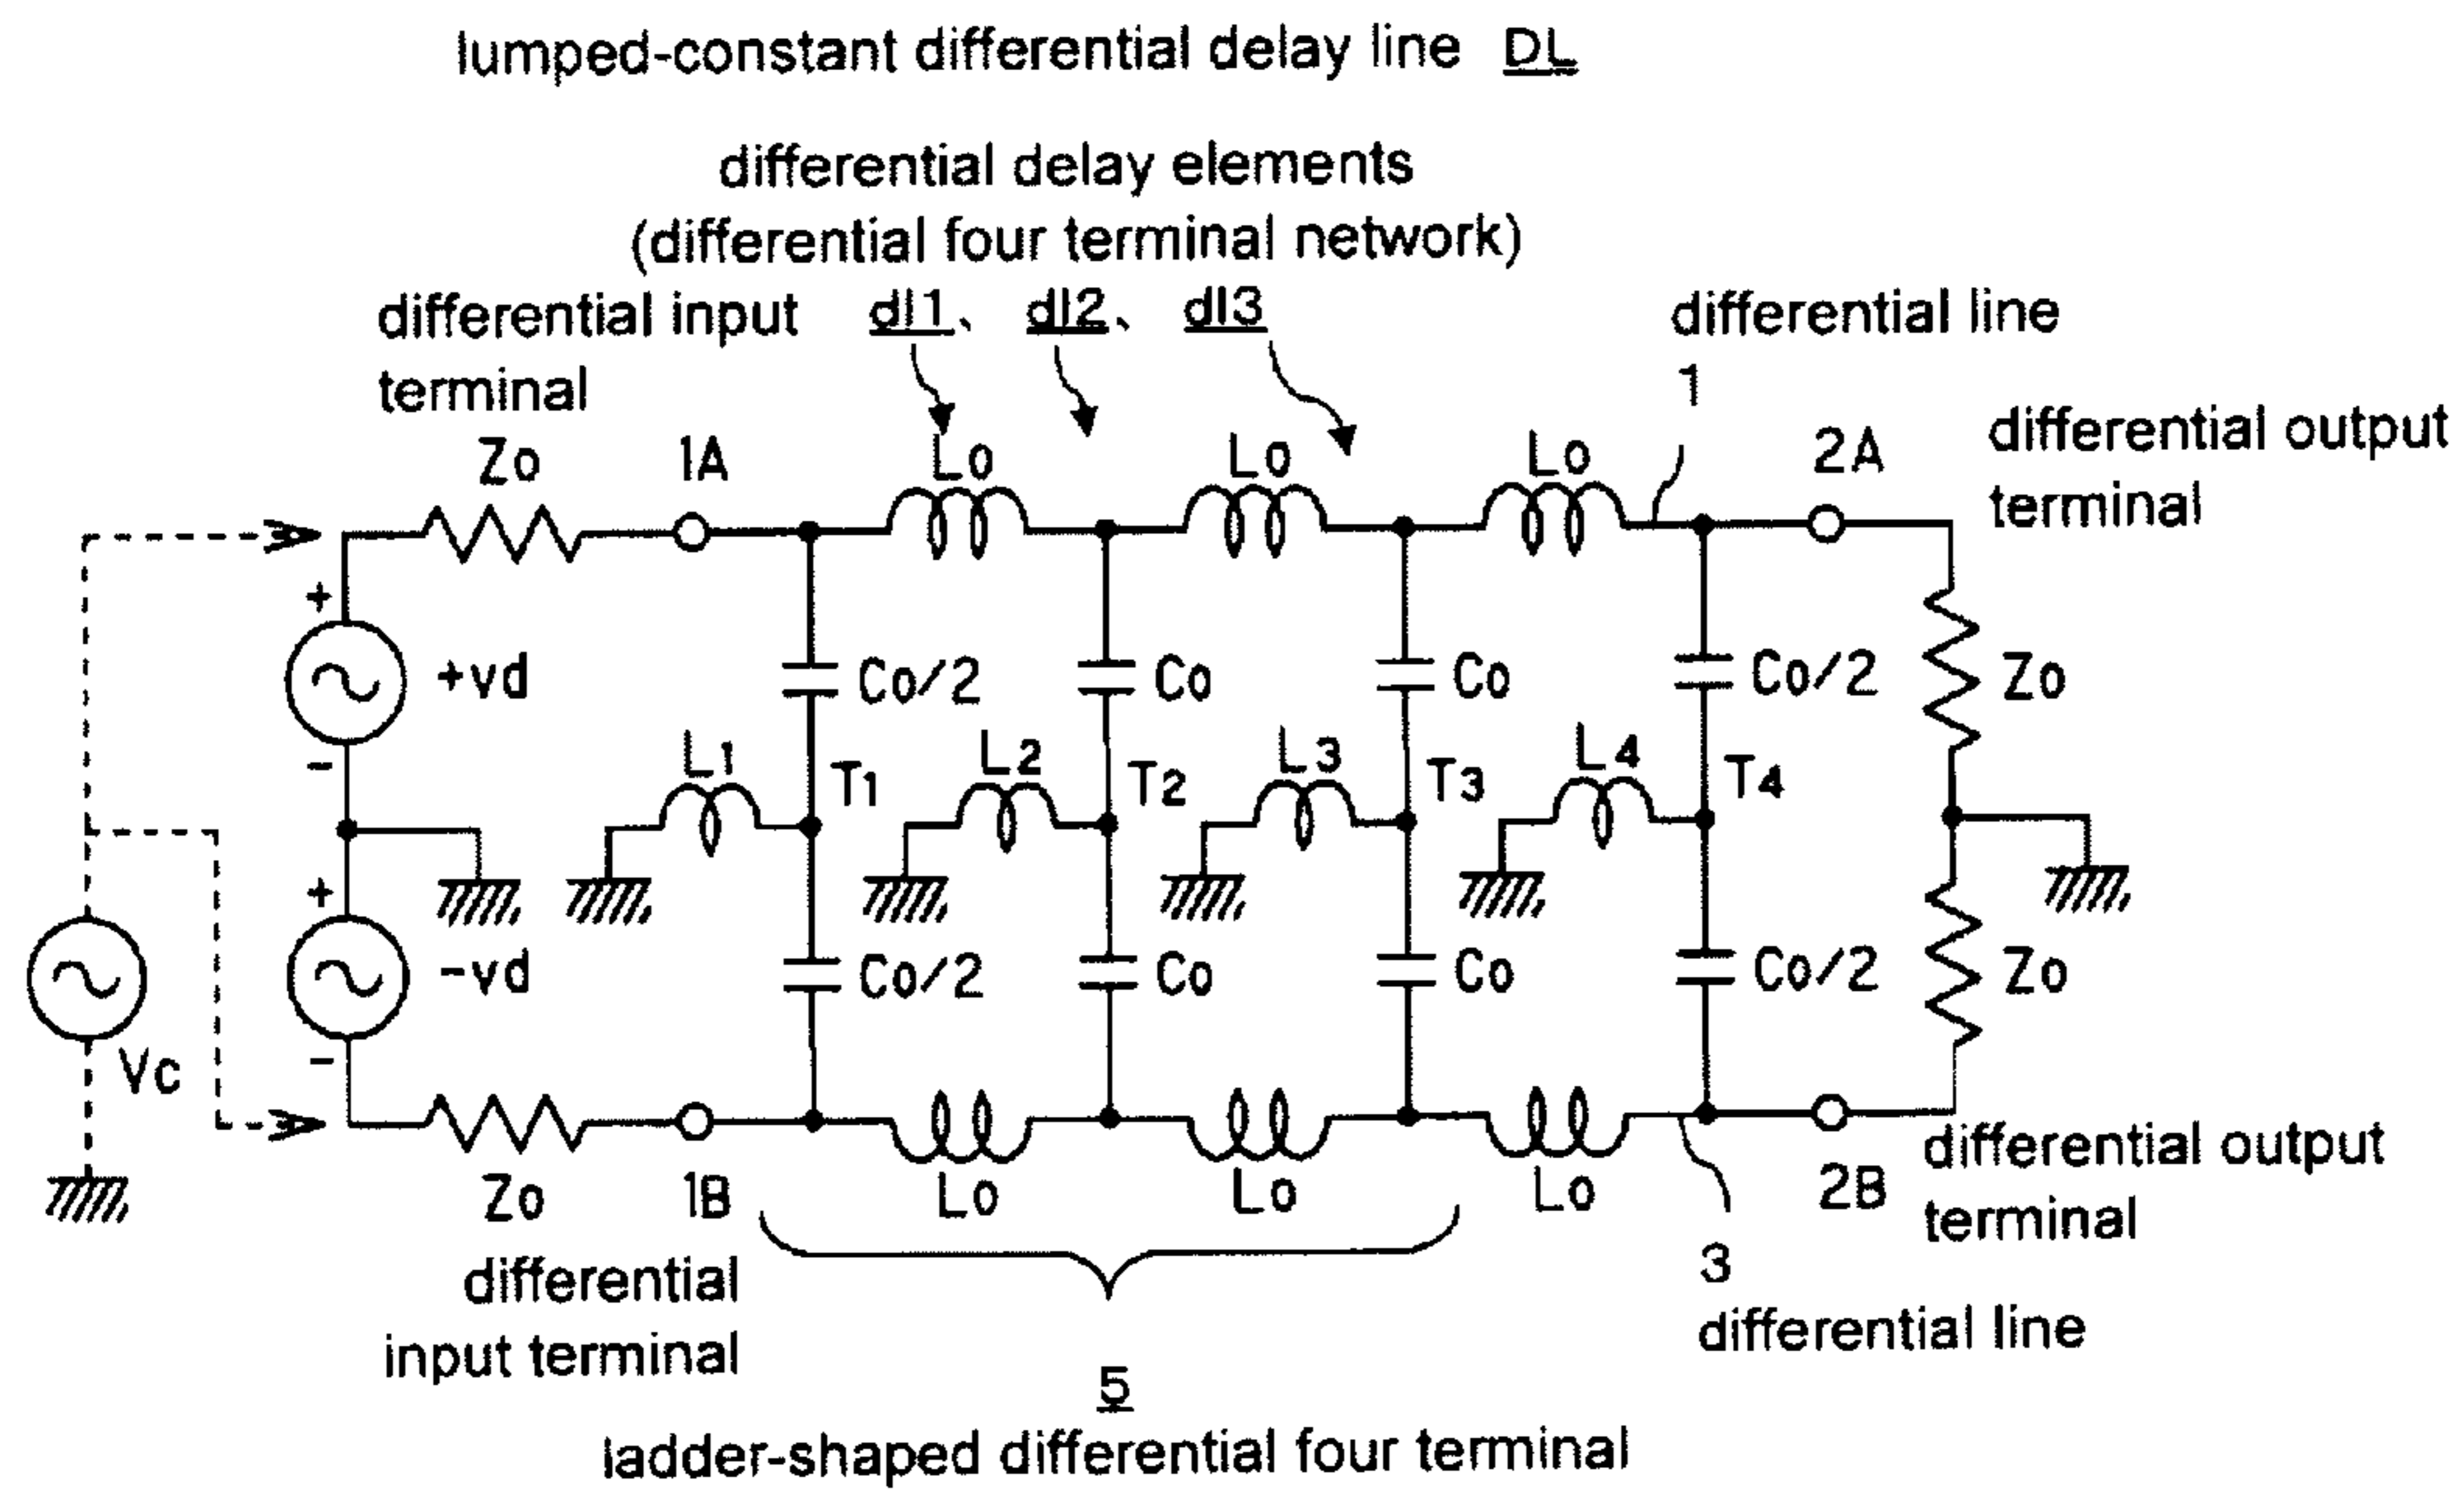 lumped-constant differential delay line DL
differential delay elements
(differential four terminal network)
differential input
terminal
dl1、 dl2、 dl3
differential line
1
differential output
terminal
Zo
1A
Lo
Lo
Lo
2A
+
+vd
-
Co/2
Co
Co
Co/2
Zo
L1
T1
L2
T2
L3
T3
L4
T4
+
-vd
-
Vc
Co/2
Co
Co
Co/2
Zo
Zo
1B
Lo
Lo
Lo
2B
differential output
terminal
differential
input terminal
3
differential line
5
ladder-shaped differential four terminal